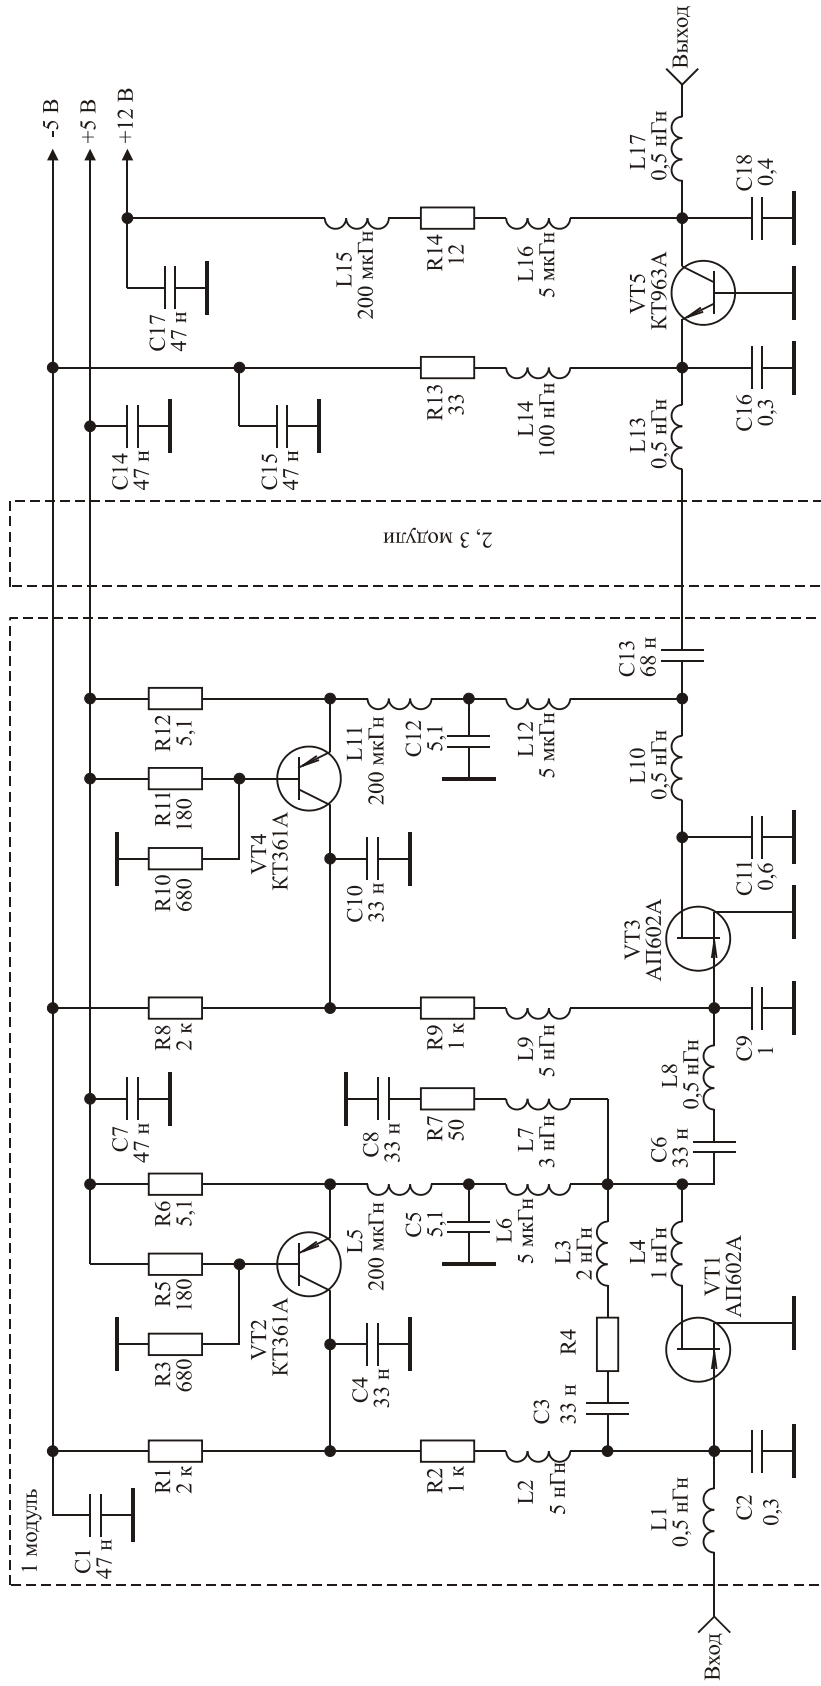 1 модуль
C1
47 н
R1
2 к
R3
680
R5
180
R6
5,1
C7
47 н
R8
2 к
R10
680
R11
180
R12
5,1
2, 3 модули
C14
47 н
C15
47 н
C17
47 н
-5 В
+5 В
+12 В
VT2
КТ361А
C4
33 н
L5
200 мкГн
C5
5,1
L6
5 мкГн
C8
33 н
R7
50
L7
3 нГн
R2
1 к
L2
5 нГн
C3
33 н
R4
L3
2 нГн
L4
1 нГн
VT4
КТ361А
C10
33 н
L11
200 мкГн
C12
5,1
L12
5 мкГн
R9
1 к
L9
5 нГн
R13
33
L14
100 нГн
L15
200 мкГн
R14
12
L16
5 мкГн
Вход
L1
0,5 нГн
C2
0,3
VT1
АП602А
C6
33 н
L8
0,5 нГн
C9
1
VT3
АП602А
C11
0,6
L10
0,5 нГн
C13
68 н
L13
0,5 нГн
C16
0,3
VT5
КТ963А
C18
0,4
L17
0,5 нГн
Выход